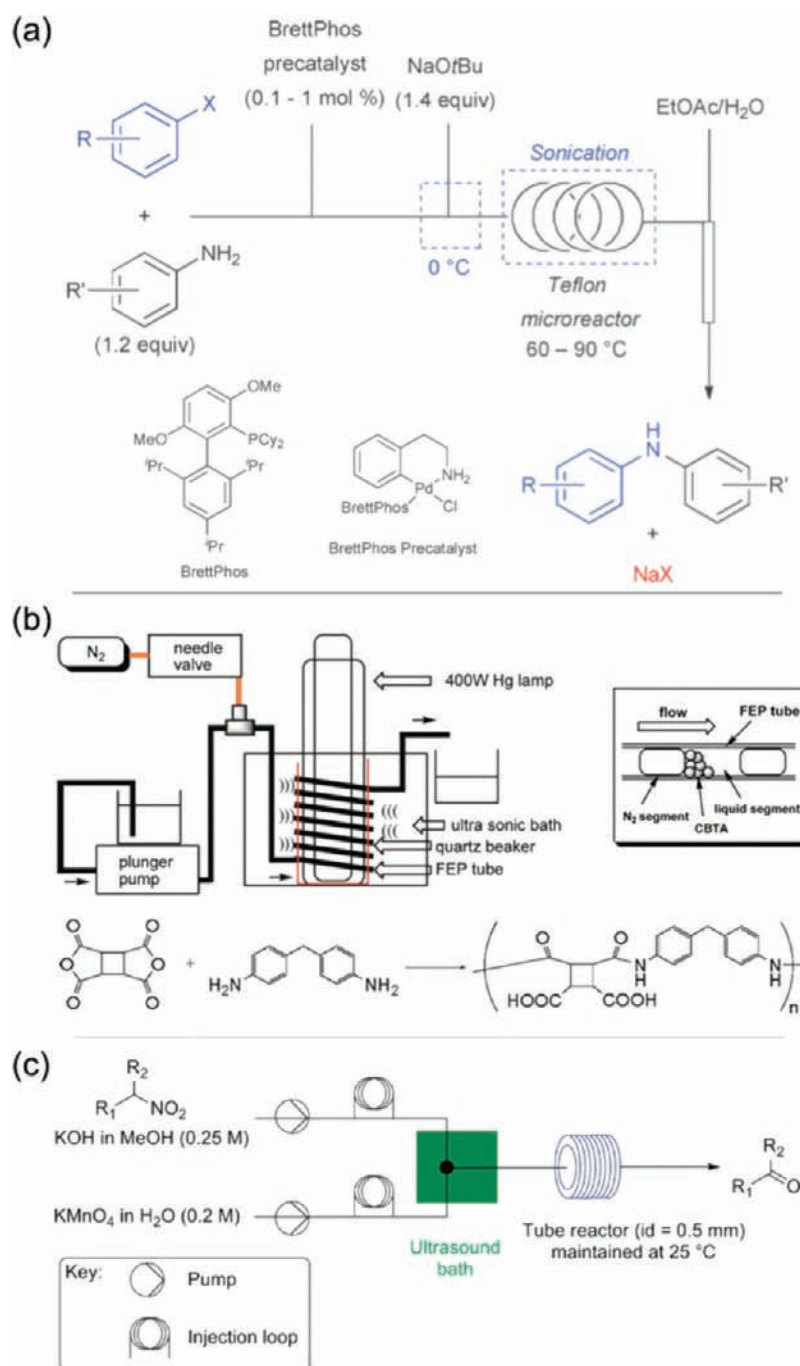 (a)
BrettPhos
precatalyst
(0.1 - 1 mol %)
NaOtBu
(1.4 equiv)
EtOAc/H2O
X
R
Sonication
+
0 °C
NH2
R'
(1.2 equiv)
Teflon
microreactor
60 – 90 °C
OMe
MeO
PCy2
iPr
iPr
iPr
BrettPhos
NH2
Pd
BrettPhos
Cl
BrettPhos Precatalyst
H
N
R
R'
+
NaX
(b)
N2
needle
valve
400W Hg lamp
flow
FEP tube
N2 segment
CBTA
liquid segment
plunger
pump
ultra sonic bath
quartz beaker
FEP tube
O
O
O
O
O
O
+
H2N
NH2
O
O
N
H
N
H
HOOC
COOH
n
(c)
R2
R1
NO2
KOH in MeOH (0.25 M)
KMnO4 in H2O (0.2 M)
Ultrasound
bath
Tube reactor (id = 0.5 mm)
maintained at 25 °C
R2
R1
O
Key:
Pump
Injection loop